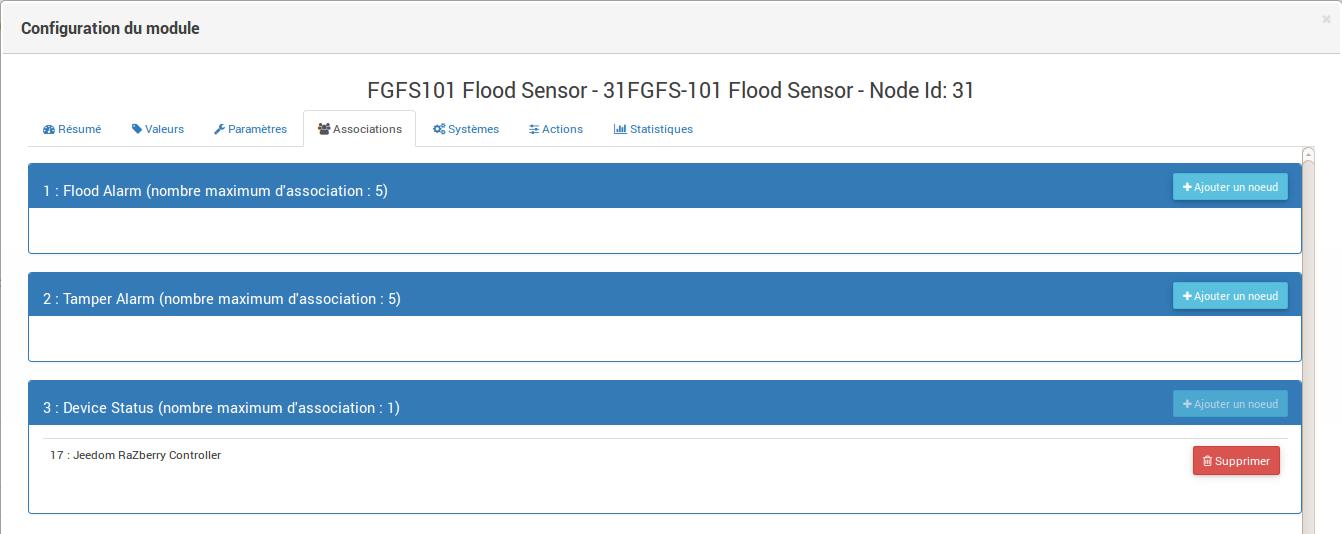 Configuration du module
×
FGFS101 Flood Sensor - 31FGFS-101 Flood Sensor - Node Id: 31
Résumé Valeurs Paramètres Associations Systèmes Actions Statistiques
1 : Flood Alarm (nombre maximum d'association : 5)
Ajouter un noeud
2 : Tamper Alarm (nombre maximum d'association : 5)
Ajouter un noeud
3 : Device Status (nombre maximum d'association : 1)
Ajouter un noeud
17 : Jeedom RaZberry Controller
Supprimer